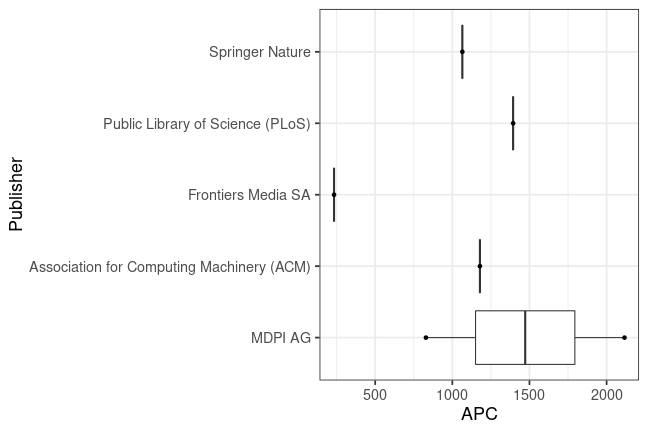 Springer Nature
Public Library of Science (PLoS)
Frontiers Media SA
Association for Computing Machinery (ACM)
MDPI AG
Publisher
500 1000 1500 2000
APC